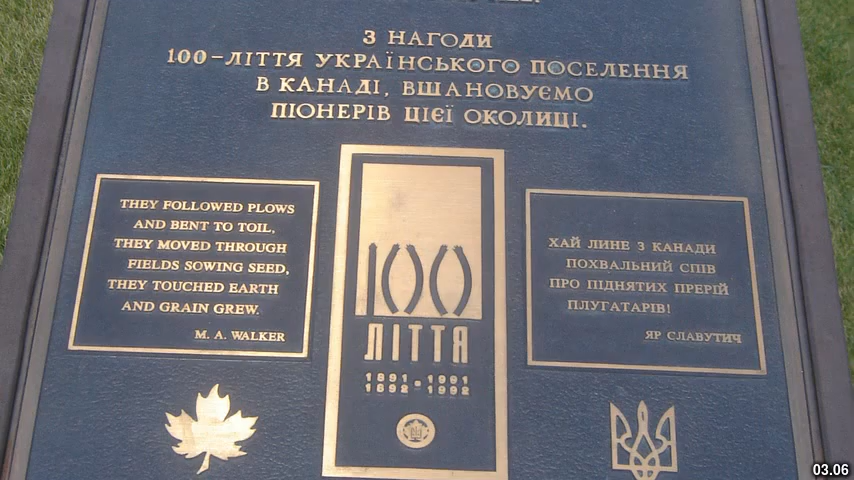 З НАГОДИ
100-ЛІТТЯ УКРАЇНСЬКОГО ПОСЕЛЕННЯ
В КАНАДІ, ВШАНОВУЄМО
ПІОНЕРІВ ЦІЄЇ ОКОЛИЦІ.
THEY FOLLOWED PLOWS
AND BENT TO TOIL,
THEY MOVED THROUGH
FIELDS SOWING SEED,
THEY TOUCHED EARTH
AND GRAIN GREW.
M. A. WALKER
100
ЛІТТЯ
1891 • 1991
1892 • 1992
ХАЙ ЛИНЕ З КАНАДИ
ПОХВАЛЬНИЙ СПІВ
ПРО ПІДНЯТИХ ПРЕРІЙ
ПЛУГАТАРІВ!
ЯР СЛАВУТИЧ
03.06